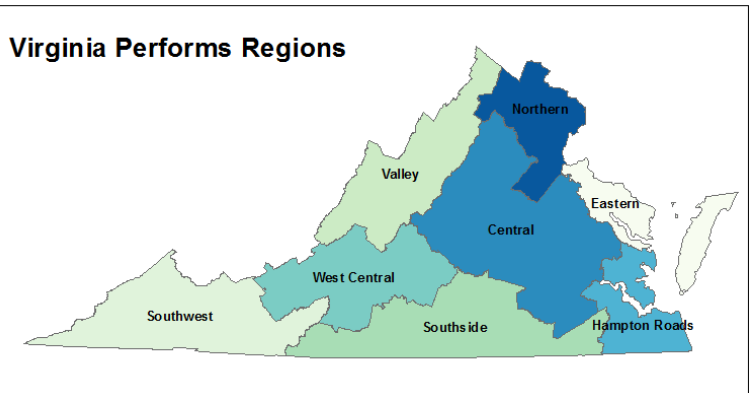 Virginia Performs Regions
Northern
Valley
Eastern
Central
West Central
Southwest
Southside
Hampton Roads